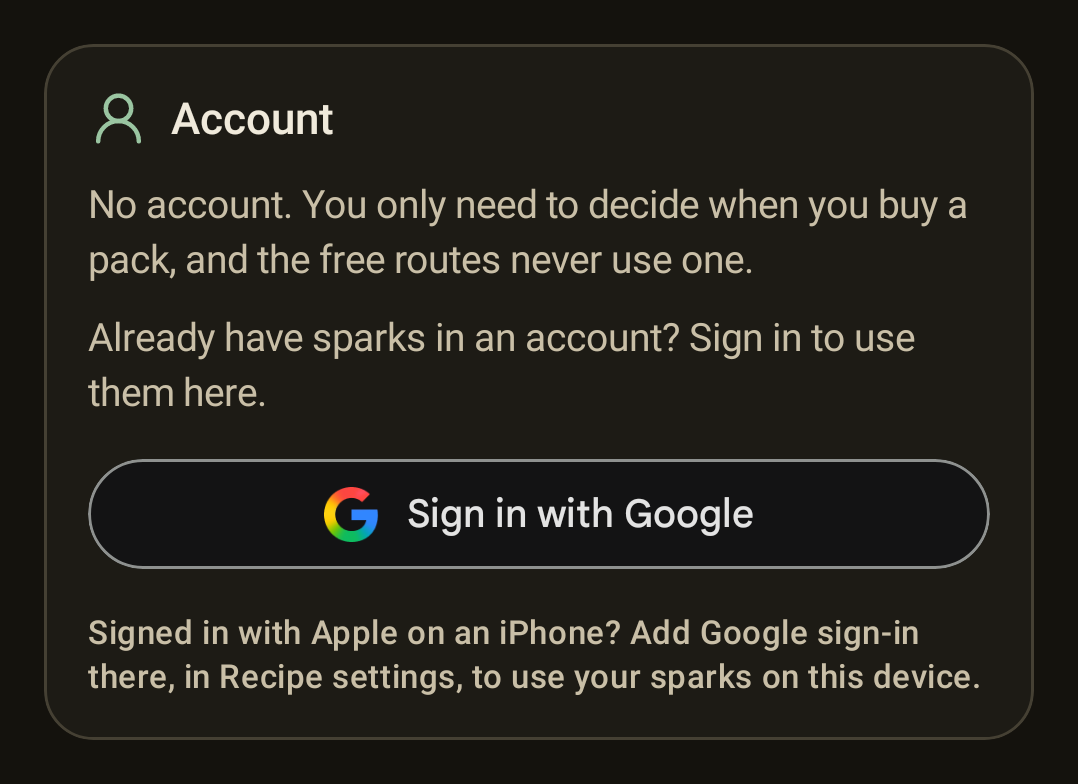 Account
No account. You only need to decide when you buy a
pack, and the free routes never use one.
Already have sparks in an account? Sign in to use
them here.
Sign in with Google
Signed in with Apple on an iPhone? Add Google sign-in
there, in Recipe settings, to use your sparks on this device.